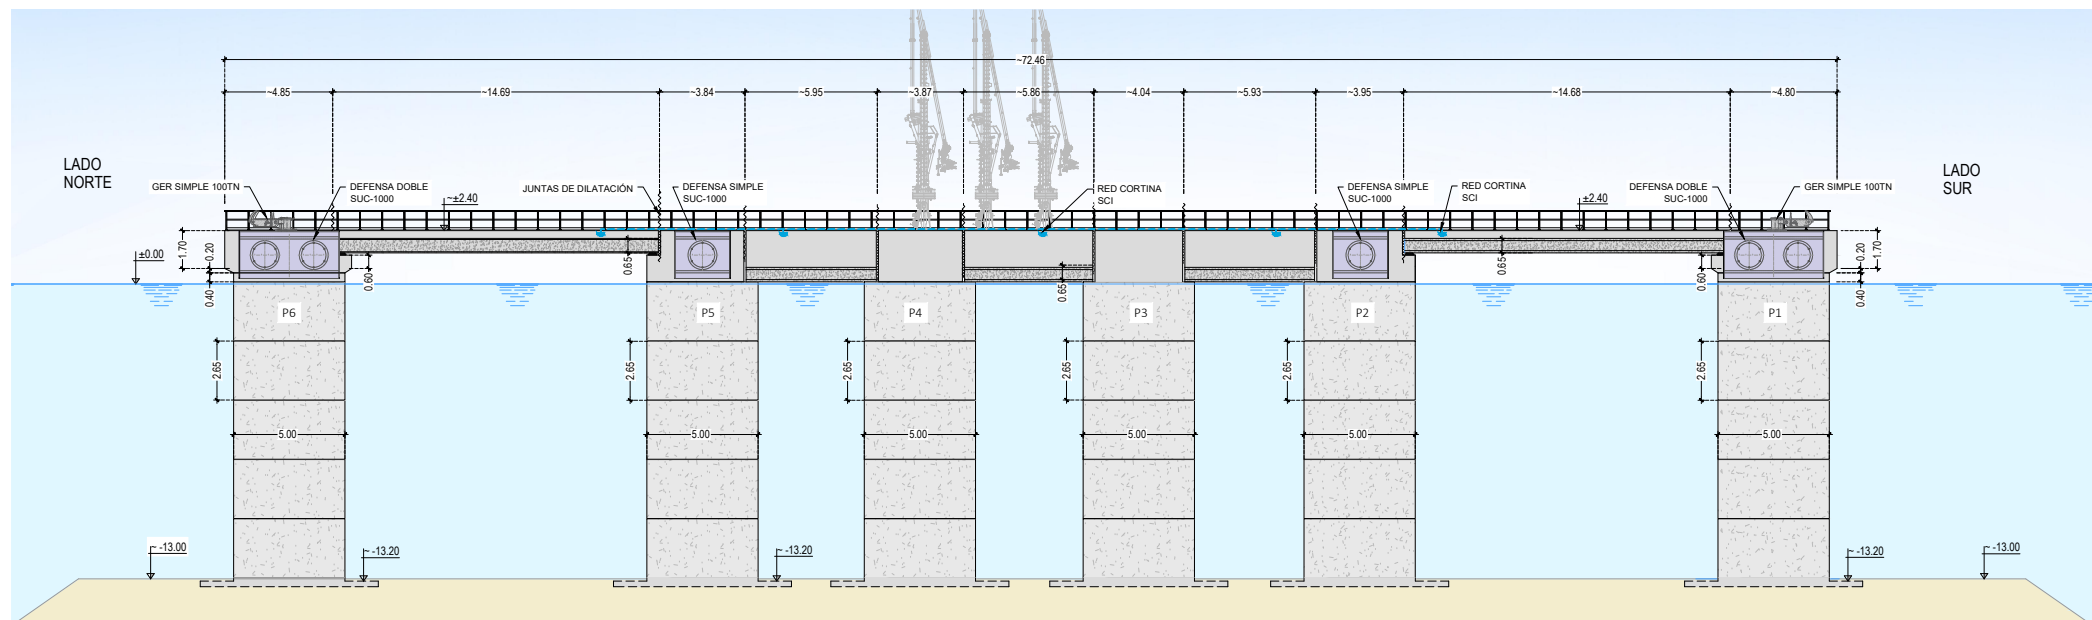 ~72.46
~4.85
~14.69
~3.84
~5.95
~3.87
~5.86
~4.04
~5.93
~3.95
~14.68
~4.80
LADO
NORTE
LADO
SUR
GER SIMPLE 100TN
DEFENSA DOBLE
SUC-1000
JUNTAS DE DILATACIÓN
DEFENSA SIMPLE
SUC-1000
RED CORTINA
SCI
DEFENSA SIMPLE
SUC-1000
RED CORTINA
SCI
DEFENSA DOBLE
SUC-1000
GER SIMPLE 100TN
~±2.40
±2.40
±0.00
1.70
0.20
0.40
0.60
0.65
0.65
0.65
0.60
0.20
1.70
0.40
P6
P5
P4
P3
P2
P1
2.65
2.65
2.65
2.65
2.65
2.65
5.00
5.00
5.00
5.00
5.00
5.00
~ -13.00
~ -13.20
~ -13.20
~ -13.20
~ -13.00